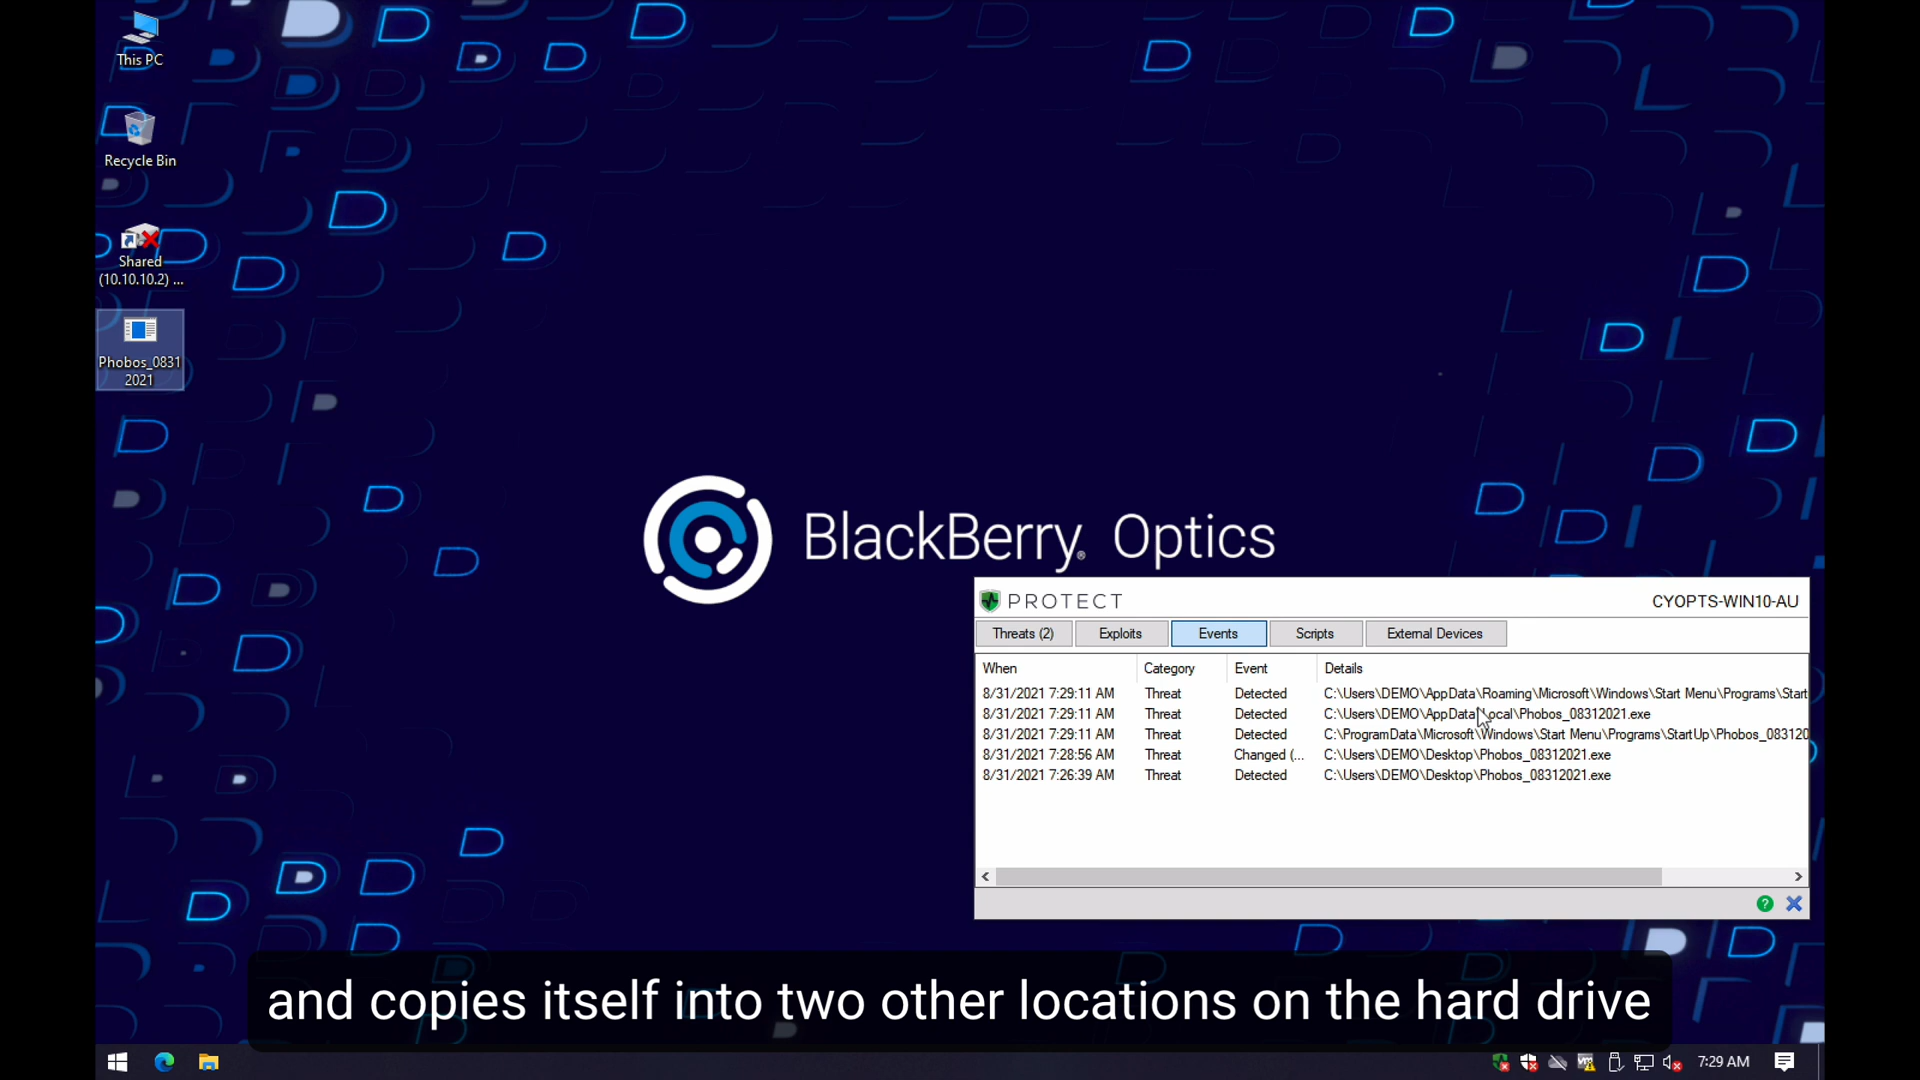 This PC
Recycle Bin
Shared
(10.10.10.2) ...
Phobos_0831
2021
BlackBerry® Optics
PROTECT
CYOPTS-WIN10-AU
Threats (2) Exploits Events Scripts External Devices
When Category Event Details
8/31/2021 7:29:11 AM Threat Detected C:\Users\DEMO\AppData\Roaming\Microsoft\Windows\Start Menu\Programs\Start
8/31/2021 7:29:11 AM Threat Detected C:\Users\DEMO\AppData\Local\Phobos_08312021.exe
8/31/2021 7:29:11 AM Threat Detected C:\ProgramData\Microsoft\Windows\Start Menu\Programs\StartUp\Phobos_083120
8/31/2021 7:28:56 AM Threat Changed (... C:\Users\DEMO\Desktop\Phobos_08312021.exe
8/31/2021 7:26:39 AM Threat Detected C:\Users\DEMO\Desktop\Phobos_08312021.exe
and copies itself into two other locations on the hard drive
7:29 AM